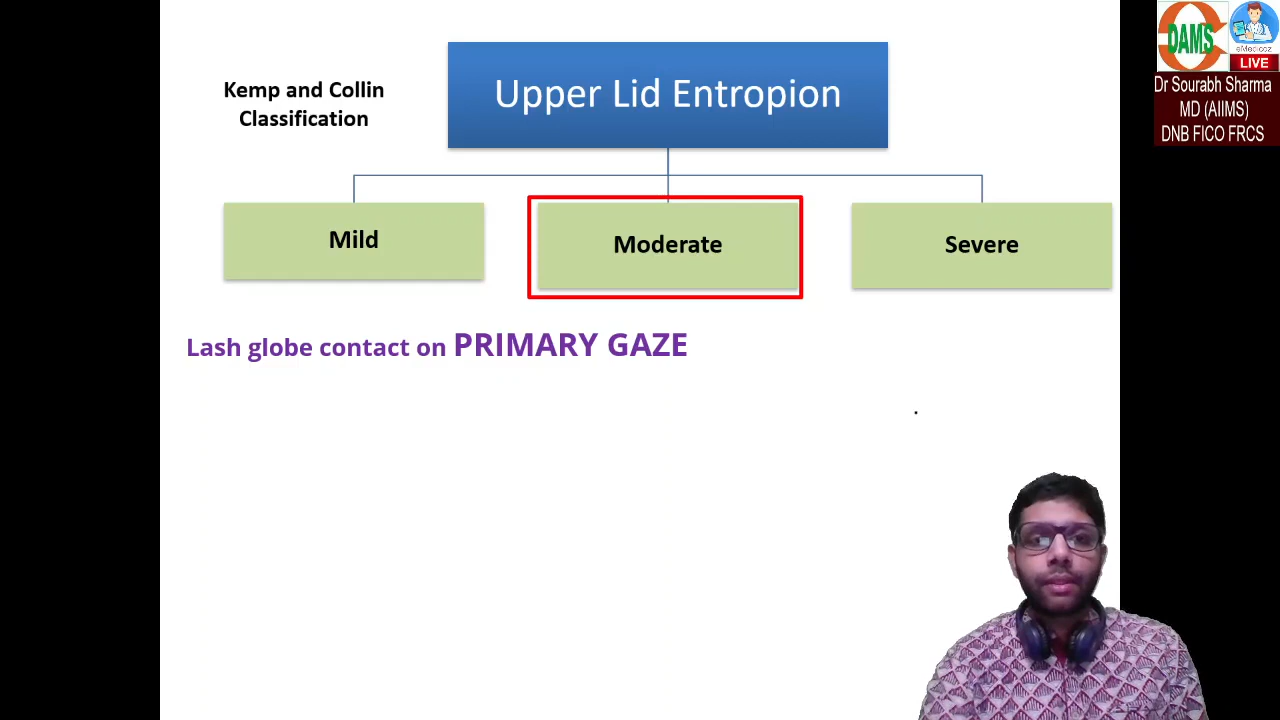 Kemp and Collin
Classification
Upper Lid Entropion
Mild
Moderate
Severe
Lash globe contact on PRIMARY GAZE
DAMS
eMedicoz
LIVE
Dr Sourabh Sharma
MD (AIIMS)
DNB FICO FRCS